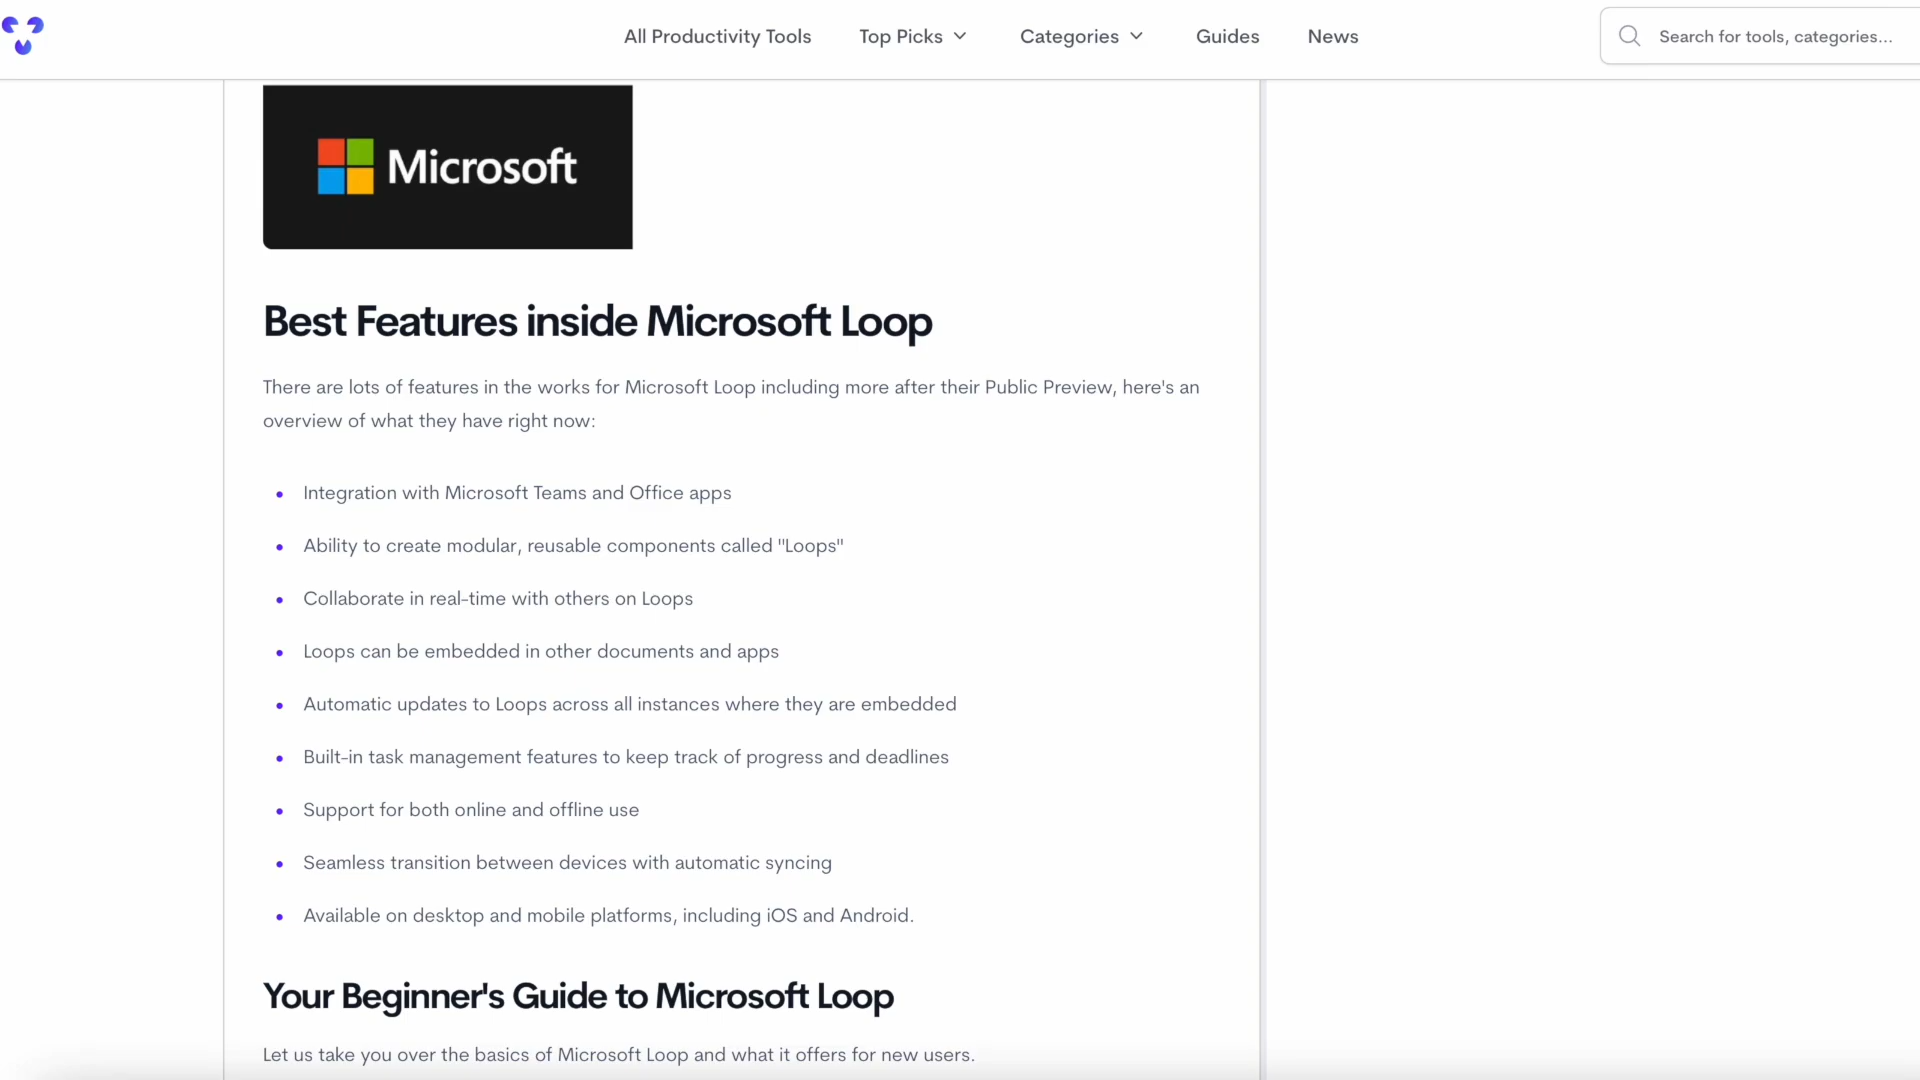 All Productivity Tools
Top Picks
Categories
Guides
News
Search for tools, categories...
Microsoft
Best Features inside Microsoft Loop
There are lots of features in the works for Microsoft Loop including more after their Public Preview, here's an
overview of what they have right now:
Integration with Microsoft Teams and Office apps
Ability to create modular, reusable components called "Loops"
Collaborate in real-time with others on Loops
Loops can be embedded in other documents and apps
Automatic updates to Loops across all instances where they are embedded
Built-in task management features to keep track of progress and deadlines
Support for both online and offline use
Seamless transition between devices with automatic syncing
Available on desktop and mobile platforms, including iOS and Android.
Your Beginner's Guide to Microsoft Loop
Let us take you over the basics of Microsoft Loop and what it offers for new users.